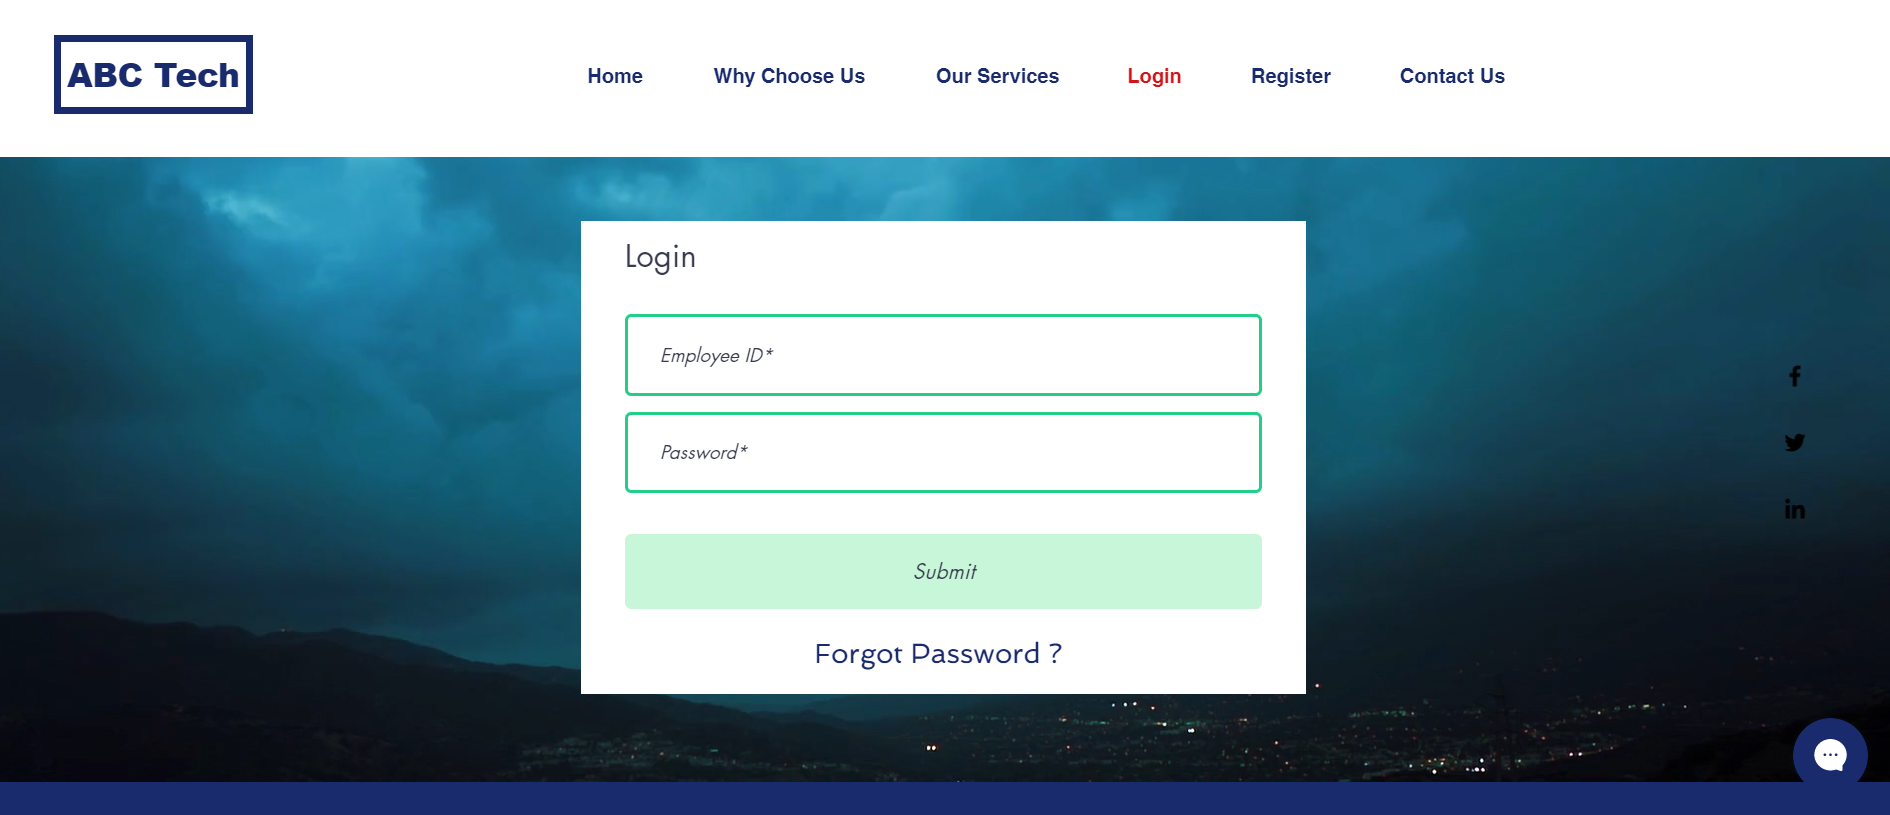 ABC Tech
Home Why Choose Us Our Services Login Register Contact Us
Login
Employee ID*
Password*
Submit
Forgot Password ?